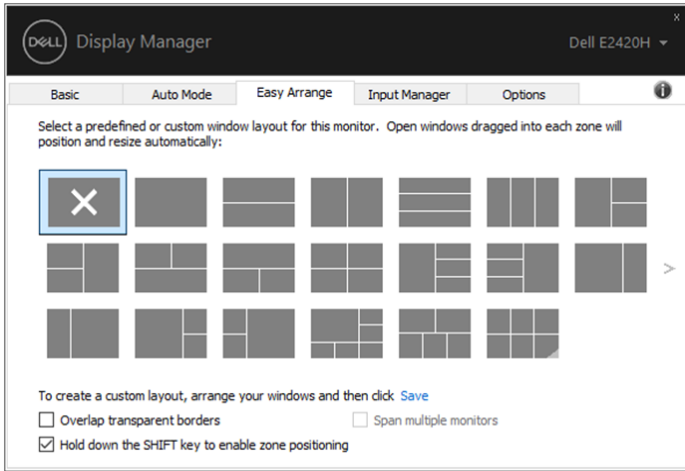 x
DELL Display Manager
Dell E2420H
Basic Auto Mode Easy Arrange Input Manager Options
Select a predefined or custom window layout for this monitor. Open windows dragged into each zone will
position and resize automatically:
>
To create a custom layout, arrange your windows and then click Save
Overlap transparent borders Span multiple monitors
Hold down the SHIFT key to enable zone positioning